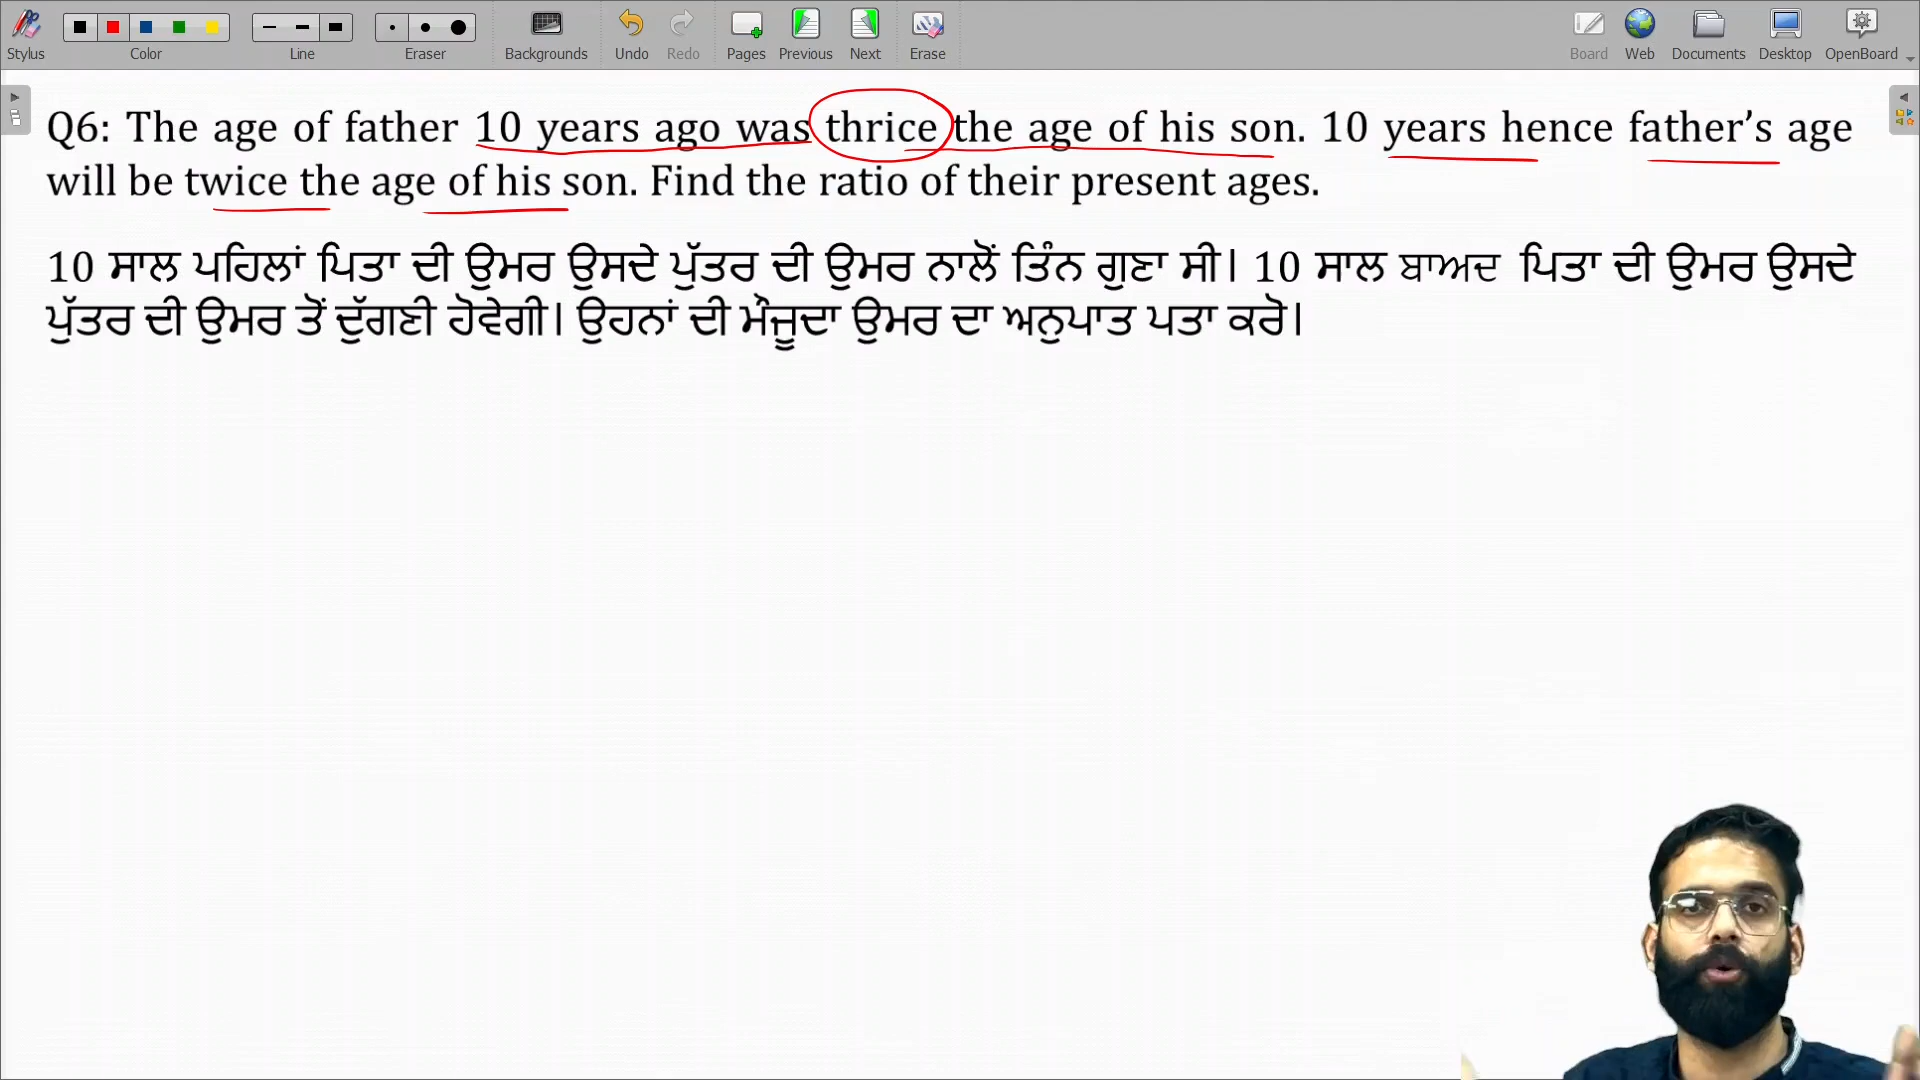 Stylus Color Line Eraser Backgrounds Undo Redo Pages Previous Next Erase Board Web Documents Desktop OpenBoard
Q6: The age of father 10 years ago was thrice the age of his son. 10 years hence father’s age
will be twice the age of his son. Find the ratio of their present ages.
10 ਸਾਲ ਪਹਿਲਾਂ ਪਿਤਾ ਦੀ ਉਮਰ ਉਸਦੇ ਪੁੱਤਰ ਦੀ ਉਮਰ ਨਾਲੋਂ ਤਿੰਨ ਗੁਣਾ ਸੀ। 10 ਸਾਲ ਬਾਅਦ ਪਿਤਾ ਦੀ ਉਮਰ ਉਸਦੇ
ਪੁੱਤਰ ਦੀ ਉਮਰ ਤੋਂ ਦੁੱਗਣੀ ਹੋਵੇਗੀ। ਉਹਨਾਂ ਦੀ ਮੌਜੂਦਾ ਉਮਰ ਦਾ ਅਨੁਪਾਤ ਪਤਾ ਕਰੋ।